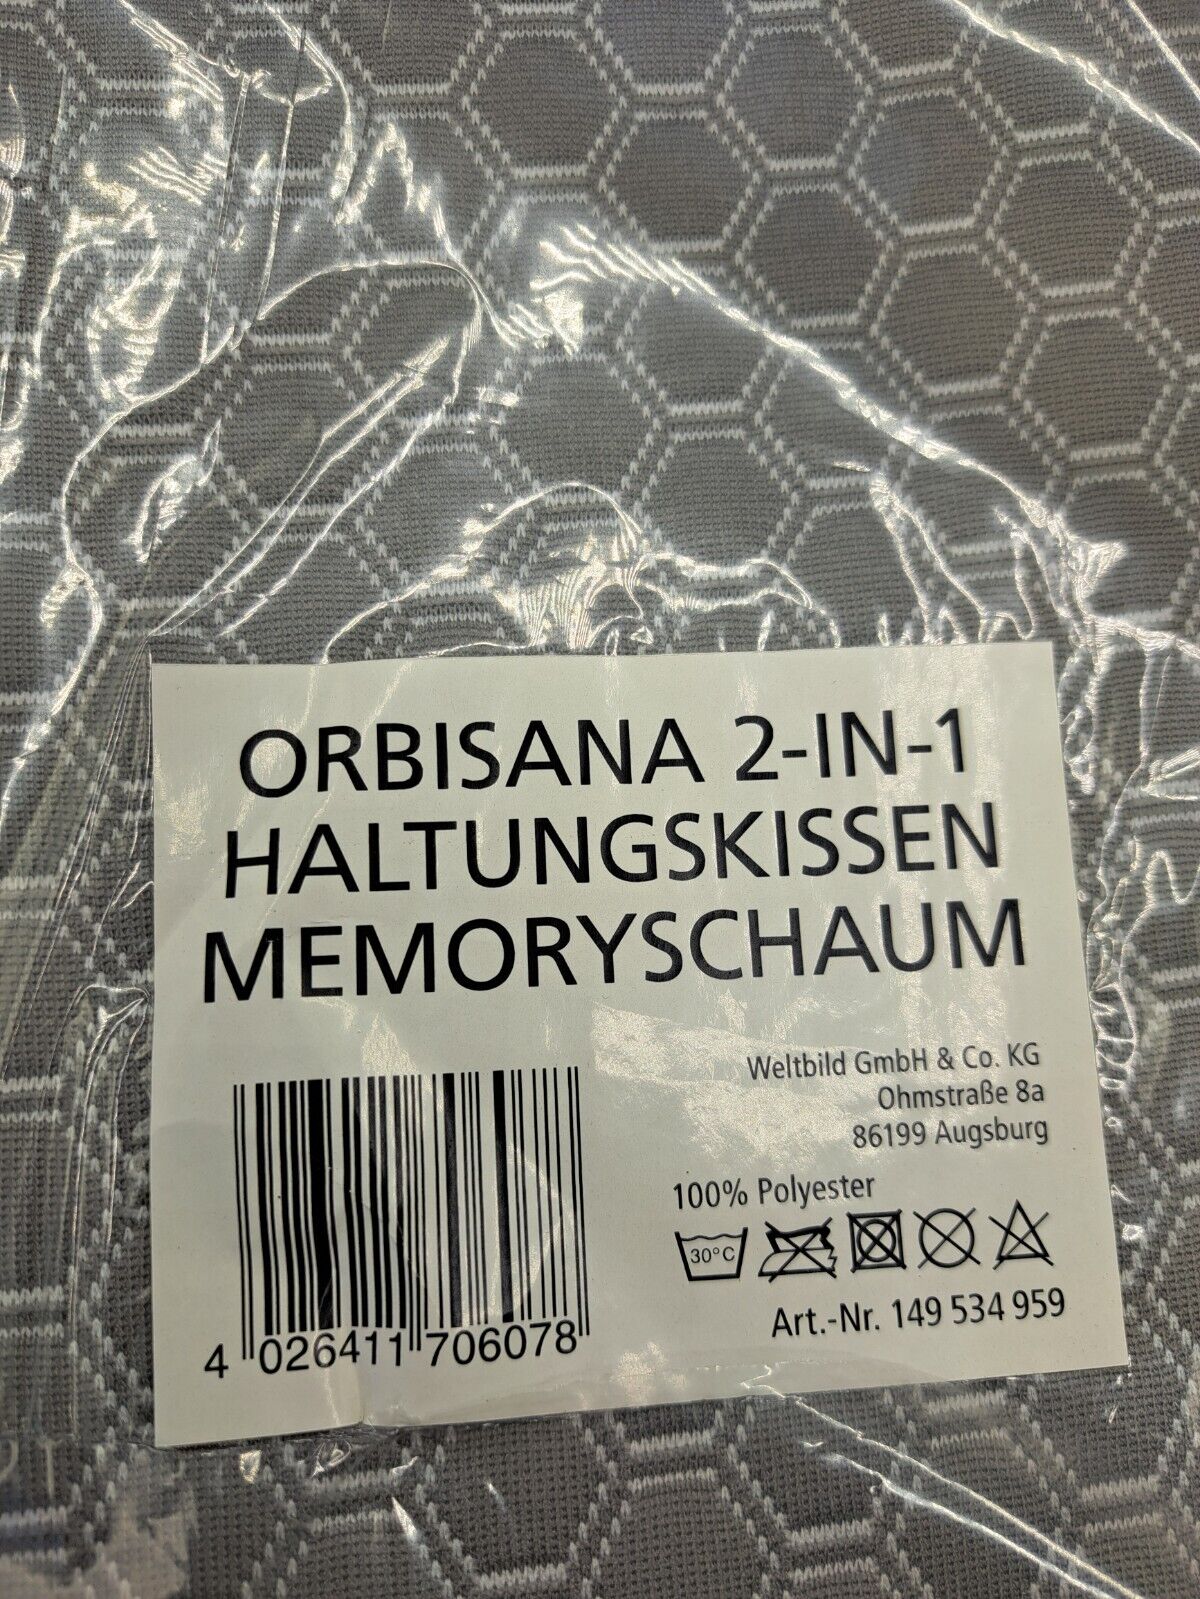 ORBISANA 2-IN-1
HALTUNGSKISSEN
MEMORYSCHAUM
Weltbild GmbH & Co. KG
Ohmstraße 8a
86199 Augsburg
100% Polyester
30°C
Art.-Nr. 149 534 959
4 026411 706078